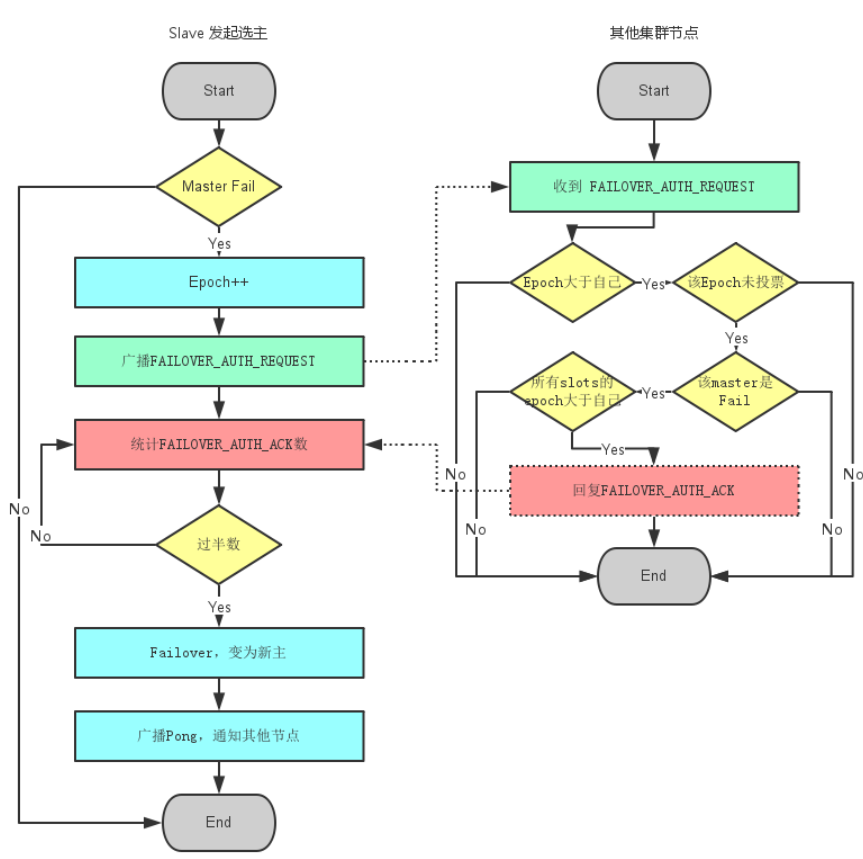 Slave 发起选主
Start
Master Fail
Yes
Epoch++
广播FAILOVER_AUTH_REQUEST
统计FAILOVER_AUTH_ACK数
No
No
过半数
Yes
Failover，变为新主
广播Pong，通知其他节点
End
其他集群节点
Start
收到 FAILOVER_AUTH_REQUEST
Epoch大于自己
Yes
该Epoch未投票
Yes
所有slots的
epoch大于自己
Yes
该master是
Fail
Yes
No
No
回复FAILOVER_AUTH_ACK
No
No
End